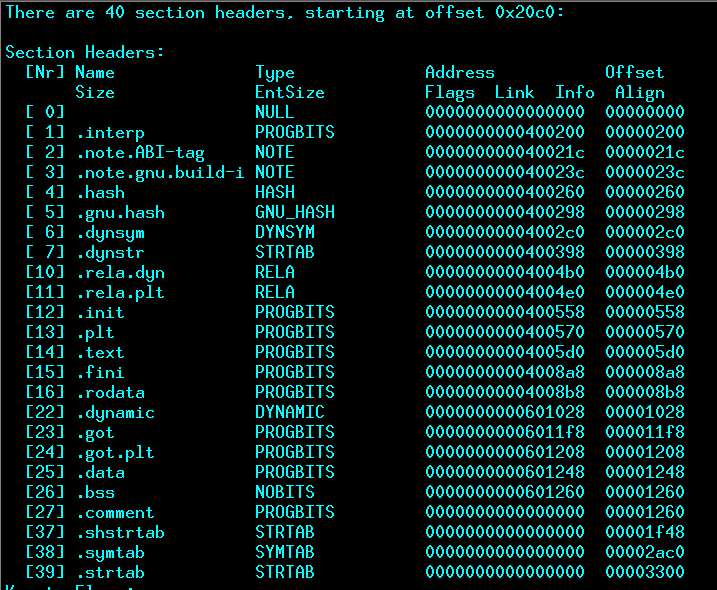 There are 40 section headers, starting at offset 0x20c0:
Section Headers:
[Nr] Name Type Address Offset
Size EntSize Flags Link Info Align
[ 0] NULL 0000000000000000 00000000
[ 1] .interp PROGBITS 0000000000400200 00000200
[ 2] .note.ABI-tag NOTE 000000000040021c 0000021c
[ 3] .note.gnu.build-i NOTE 000000000040023c 0000023c
[ 4] .hash HASH 0000000000400260 00000260
[ 5] .gnu.hash GNU_HASH 0000000000400298 00000298
[ 6] .dynsym DYNSYM 00000000004002c0 000002c0
[ 7] .dynstr STRTAB 0000000000400398 00000398
[10] .rela.dyn RELA 00000000004004b0 000004b0
[11] .rela.plt RELA 00000000004004e0 000004e0
[12] .init PROGBITS 0000000000400558 00000558
[13] .plt PROGBITS 0000000000400570 00000570
[14] .text PROGBITS 00000000004005d0 000005d0
[15] .fini PROGBITS 00000000004008a8 000008a8
[16] .rodata PROGBITS 00000000004008b8 000008b8
[22] .dynamic DYNAMIC 0000000000601028 00001028
[23] .got PROGBITS 00000000006011f8 000011f8
[24] .got.plt PROGBITS 0000000000601208 00001208
[25] .data PROGBITS 0000000000601248 00001248
[26] .bss NOBITS 0000000000601260 00001260
[27] .comment PROGBITS 0000000000000000 00001260
[37] .shstrtab STRTAB 0000000000000000 00001f48
[38] .symtab SYMTAB 0000000000000000 00002ac0
[39] .strtab STRTAB 0000000000000000 00003300